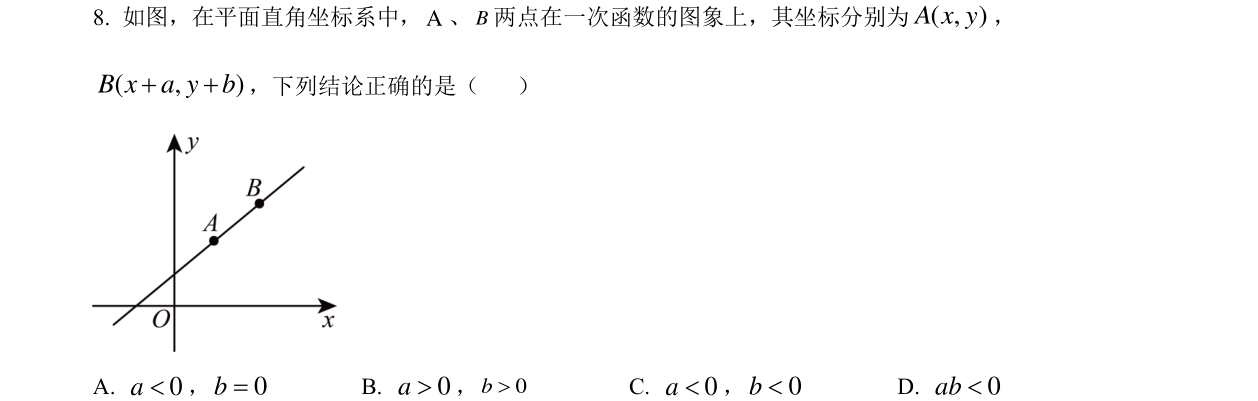 8. 如图，在平面直角坐标系中， A 、 B 两点在一次函数的图象上，其坐标分别为 A(x, y)，
B(x+a, y+b)，下列结论正确的是（　　）
y
B
A
O
x
A. a<0，b=0 B. a>0，b>0 C. a<0，b<0 D. ab<0